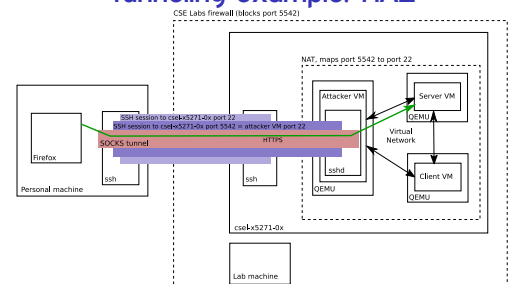 Tunneling example: HA2
CSE Labs firewall (blocks port 5542)
NAT, maps port 5542 to port 22
Attacker VM
Server VM
QEMU
SSH session to csel-x5271-0x port 22
SSH session to csel-x5271-0x port 5542 = attacker VM port 22
SOCKS tunnel
HTTPS
Virtual
Network
Firefox
sshd
Client VM
ssh
ssh
QEMU
QEMU
Personal machine
csel-x5271-0x
Lab machine